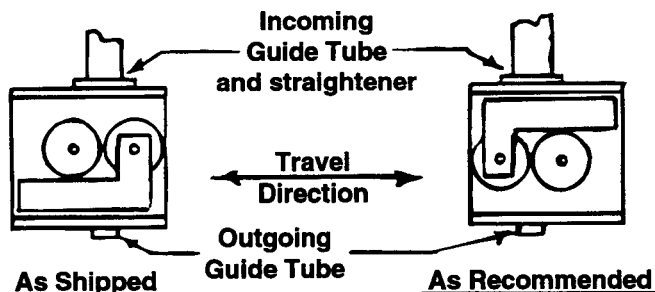 Incoming
Guide Tube
and straightener
Travel
Direction
Outgoing
Guide Tube
As Shipped
As Recommended